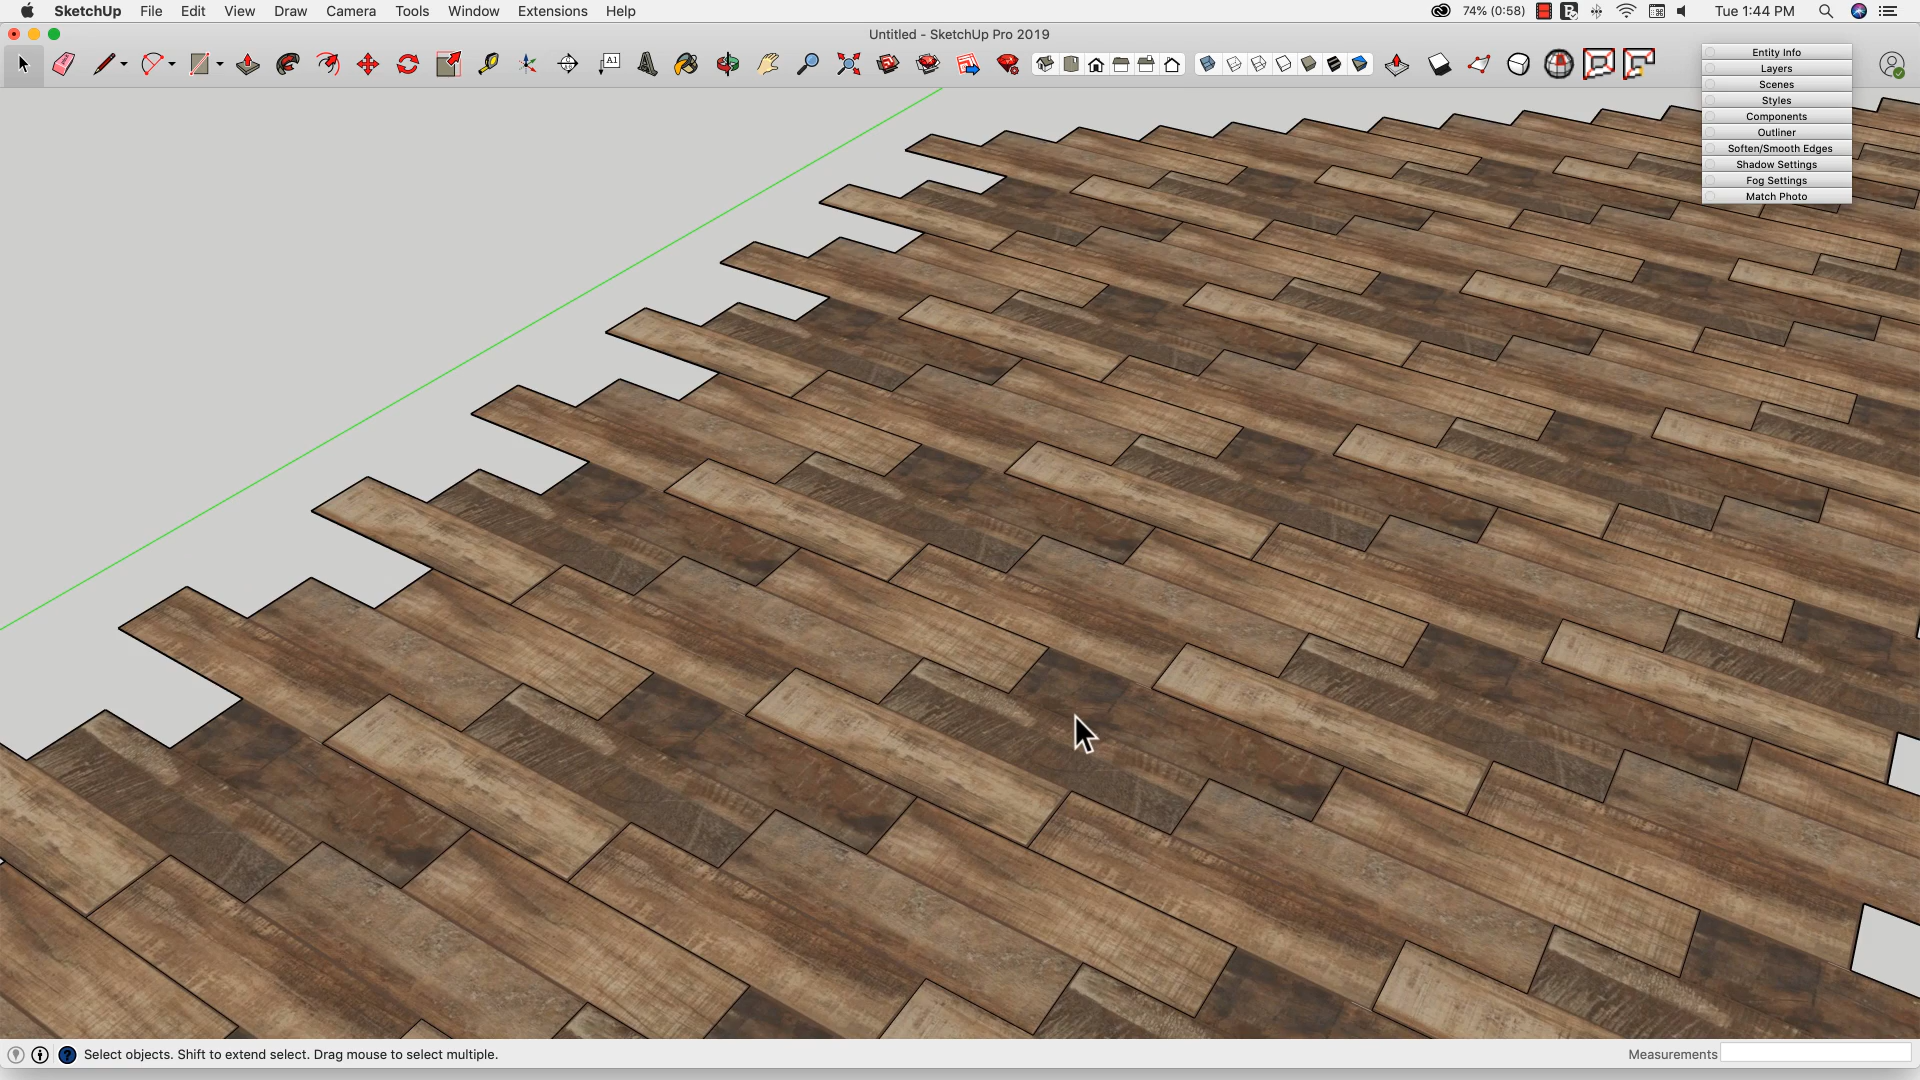 SketchUp File Edit View Draw Camera Tools Window Extensions Help 74% (0:58) Tue 1:44 PM
Untitled - SketchUp Pro 2019
A1
Entity Info
Layers
Scenes
Styles
Components
Outliner
Soften/Smooth Edges
Shadow Settings
Fog Settings
Match Photo
Select objects. Shift to extend select. Drag mouse to select multiple.
Measurements